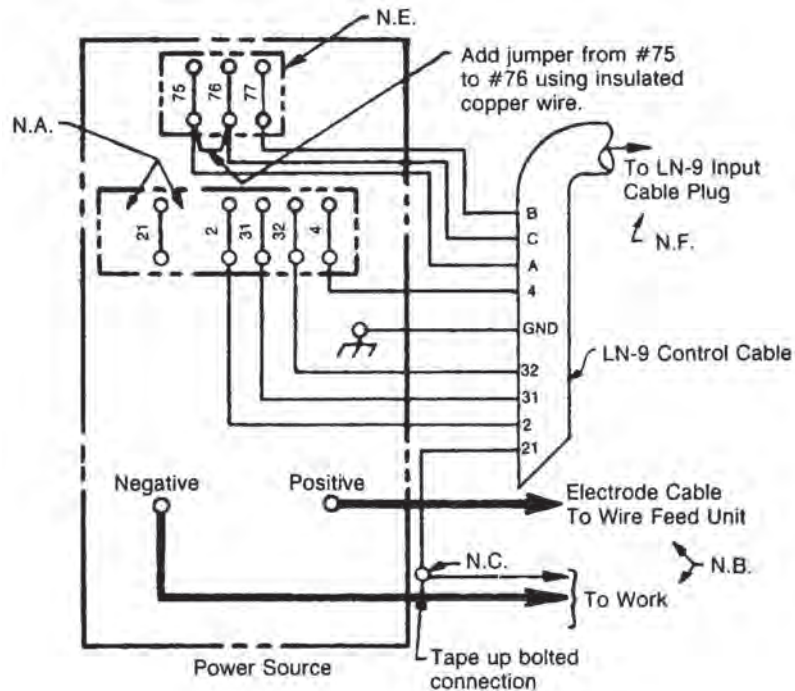 N.E.
Add jumper from #75
to #76 using insulated
copper wire.
75
76
77
N.A.
To LN-9 Input
Cable Plug
N.F.
21
2
31
32
4
B
C
A
4
GND
32
31
2
21
LN-9 Control Cable
Negative
Positive
Electrode Cable
To Wire Feed Unit
N.B.
N.C.
To Work
Tape up bolted
connection
Power Source